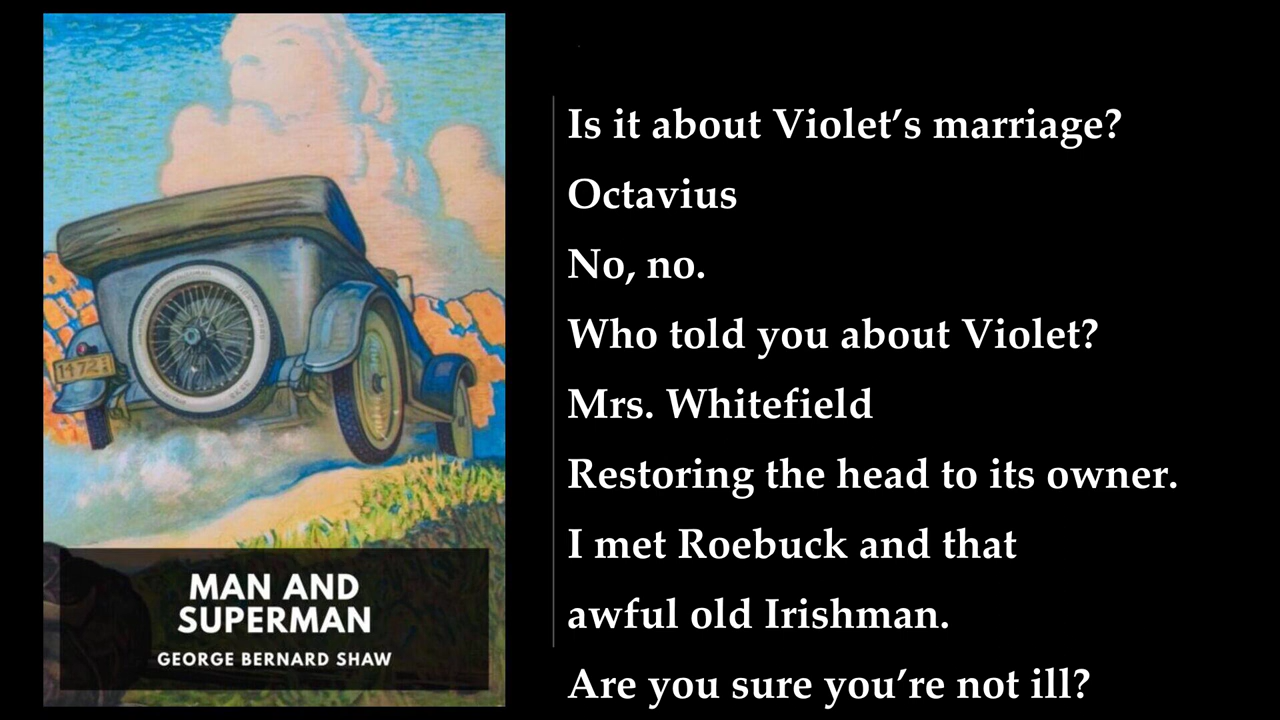 1472
MAN AND
SUPERMAN
GEORGE BERNARD SHAW
Is it about Violet’s marriage?
Octavius
No, no.
Who told you about Violet?
Mrs. Whitefield
Restoring the head to its owner.
I met Roebuck and that
awful old Irishman.
Are you sure you’re not ill?